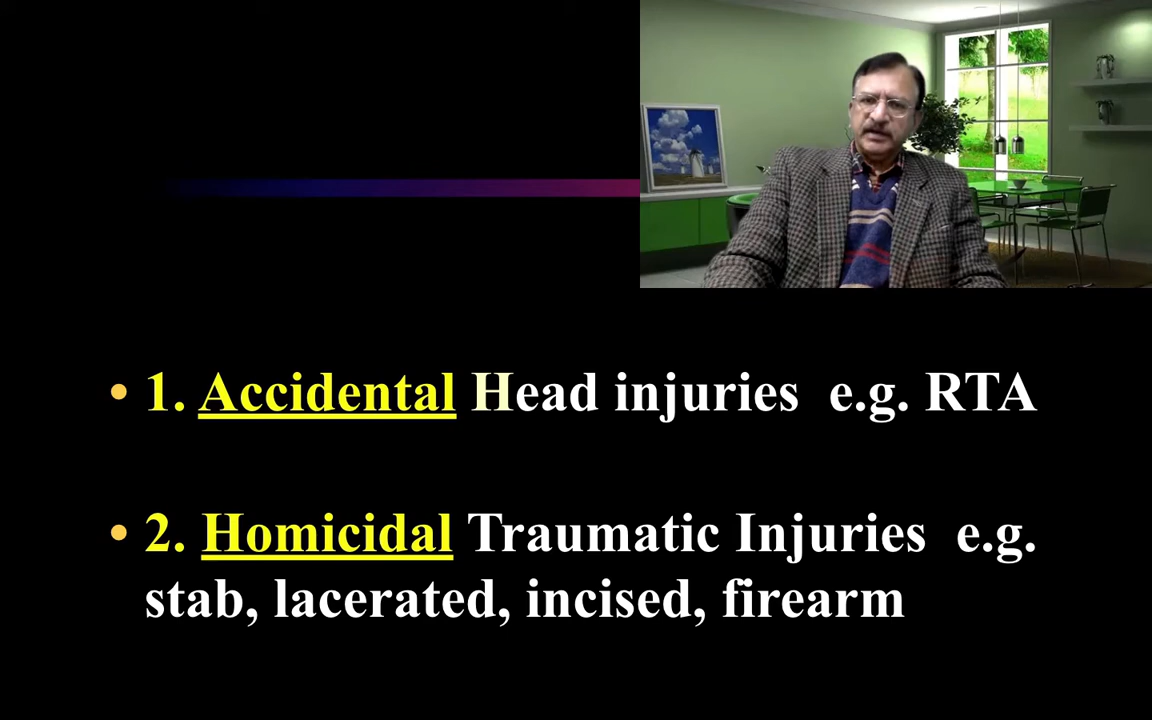 • 1. Accidental Head injuries e.g. RTA
• 2. Homicidal Traumatic Injuries e.g.
stab, lacerated, incised, firearm